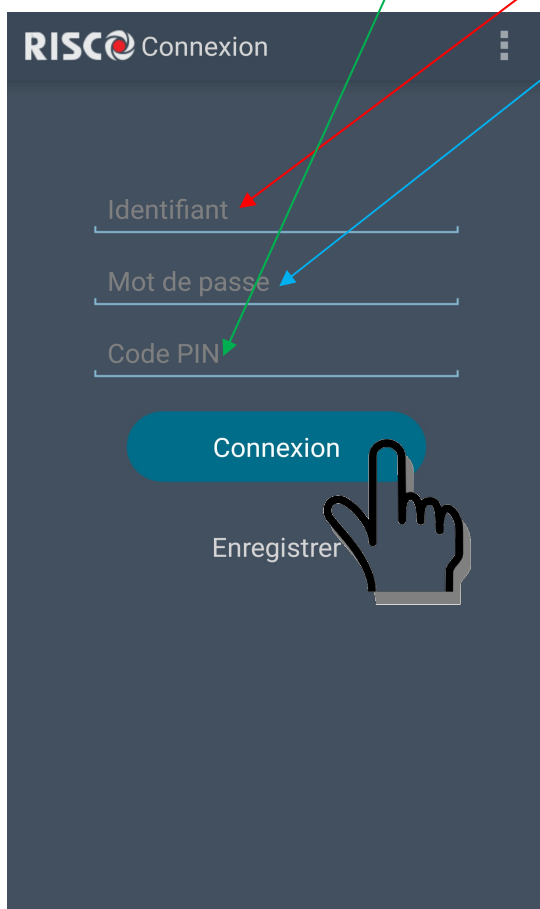 RISCO Connexion
Identifiant
Mot de passe
Code PIN
Connexion
Enregistrer